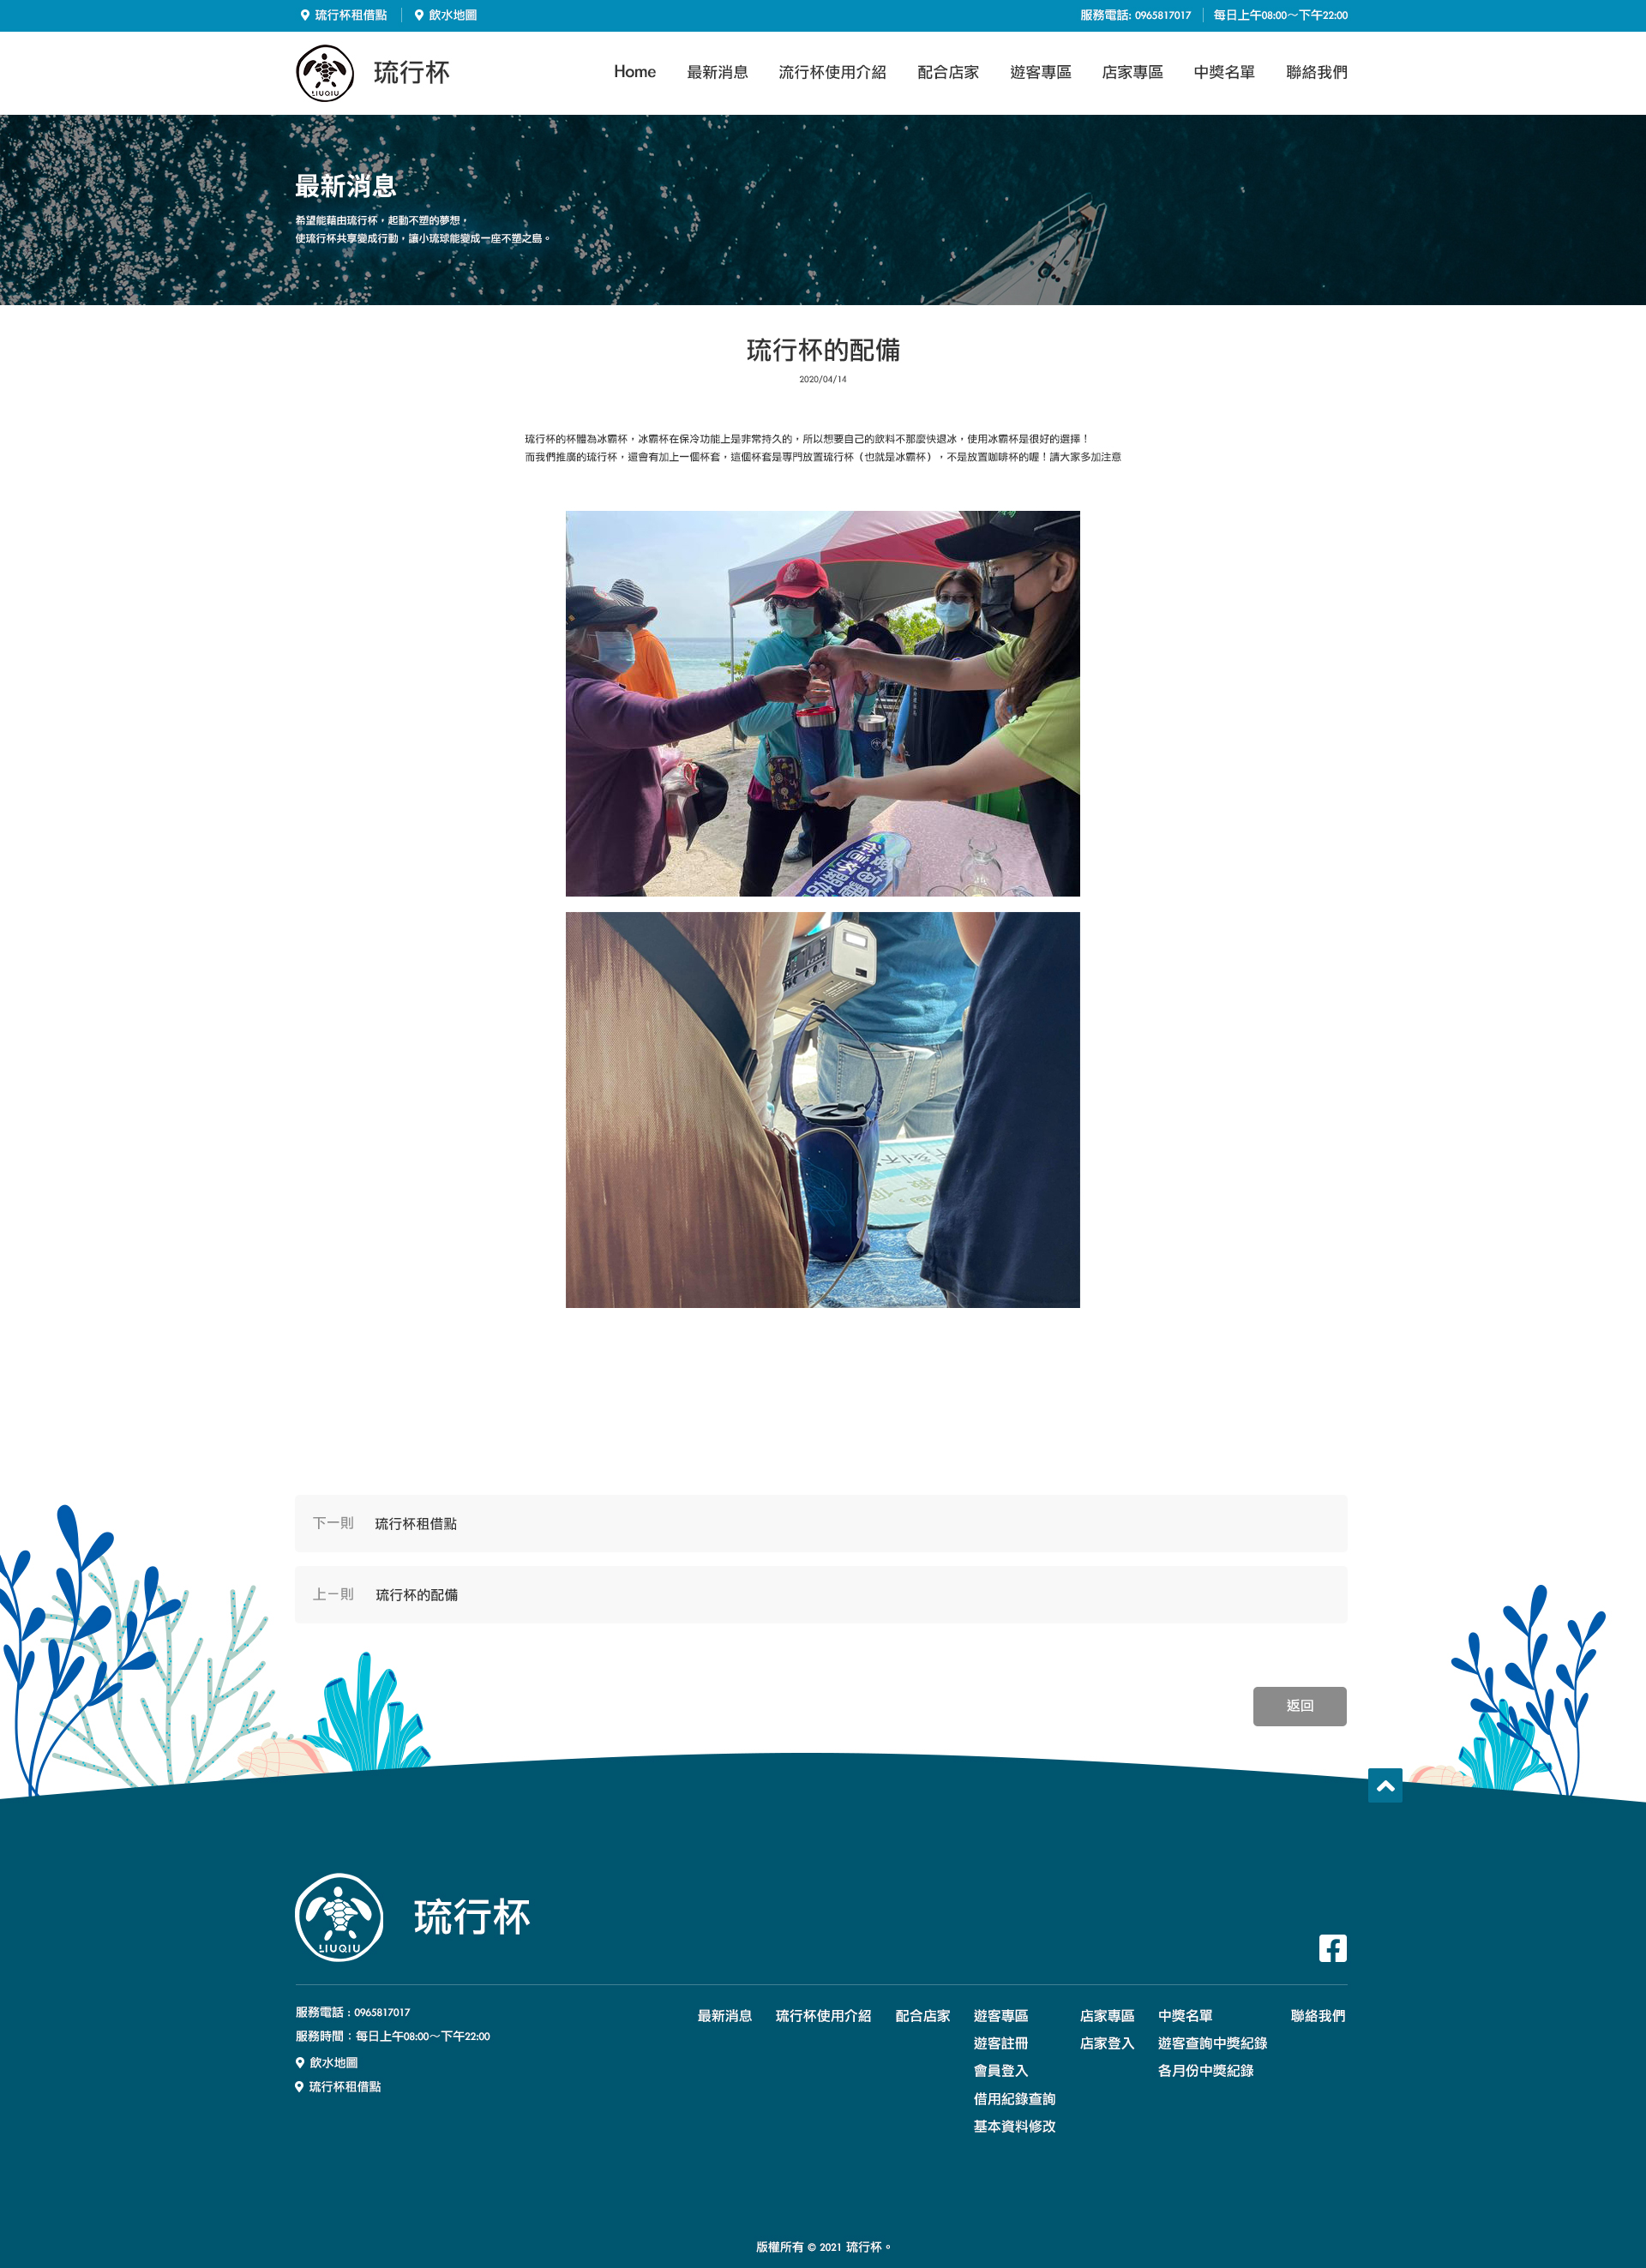 琉行杯租借點
飲水地圖
服務電話: 0965817017
每日上午08:00～下午22:00
LIUQIU
琉行杯
Home
最新消息
流行杯使用介紹
配合店家
遊客專區
店家專區
中獎名單
聯絡我們
最新消息
希望能藉由琉行杯，起動不塑的夢想，
使琉行杯共享變成行動，讓小琉球能變成一座不塑之島。
琉行杯的配備
2020/04/14
琉行杯的杯體為冰霸杯，冰霸杯在保冷功能上是非常持久的，所以想要自己的飲料不那麼快退冰，使用冰霸杯是很好的選擇！
而我們推廣的琉行杯，還會有加上一個杯套，這個杯套是專門放置琉行杯（也就是冰霸杯），不是放置咖啡杯的喔！請大家多加注意
下一則
琉行杯租借點
上一則
琉行杯的配備
返回
LIUQIU
琉行杯
服務電話 : 0965817017
服務時間：每日上午08:00～下午22:00
飲水地圖
琉行杯租借點
最新消息
琉行杯使用介紹
配合店家
遊客專區
遊客註冊
會員登入
借用紀錄查詢
基本資料修改
店家專區
店家登入
中獎名單
遊客查詢中獎紀錄
各月份中獎紀錄
聯絡我們
版權所有 © 2021 琉行杯。